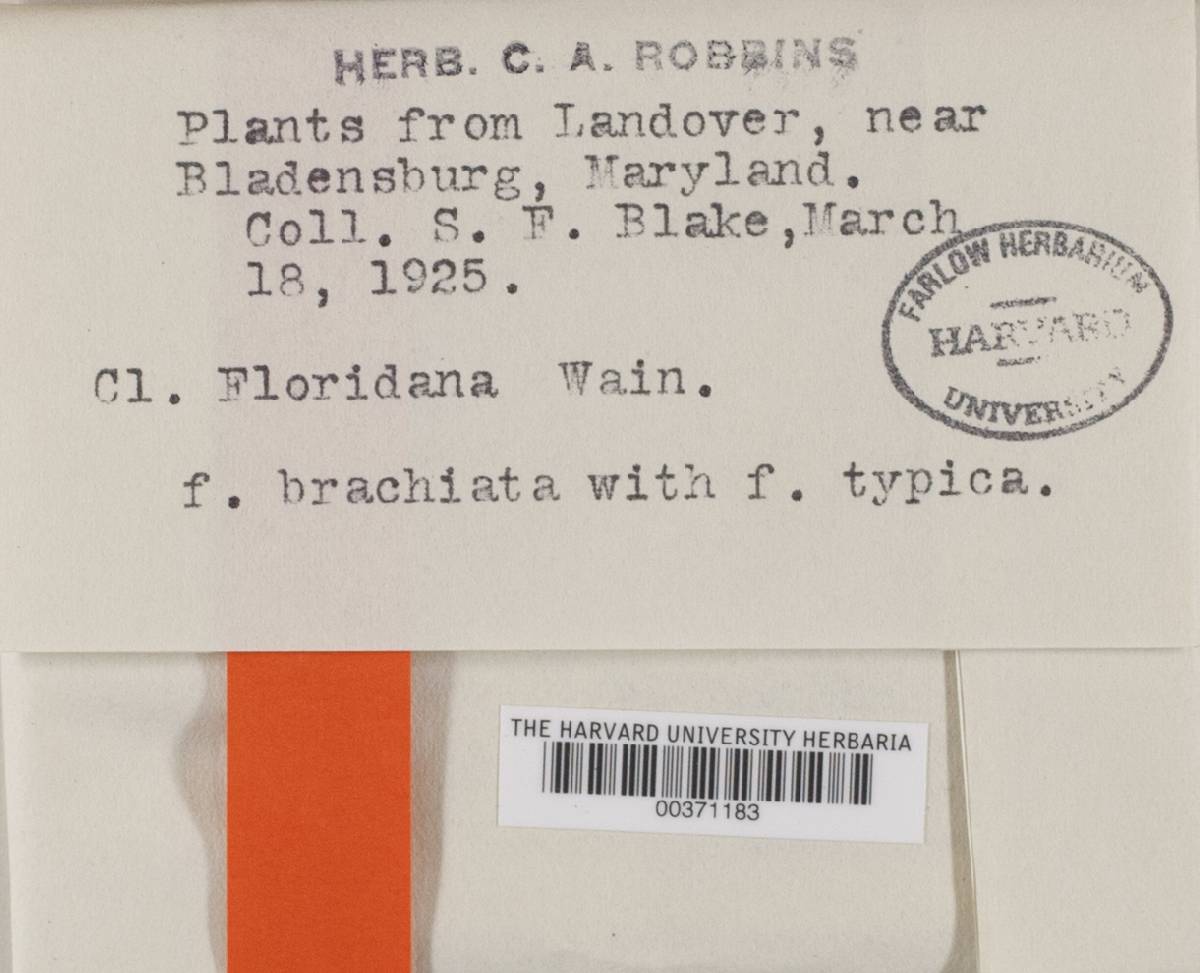 HERB. C. A. ROBBINS
Plants from Landover, near
Bladensburg, Maryland.
Coll. S. F. Blake,March
18, 1925.
FARLOW HERBARIUM
HARVARD
UNIVERSITY
Cl. Floridana Wain.
f. brachiata with f. typica.
THE HARVARD UNIVERSITY HERBARIA
00371183